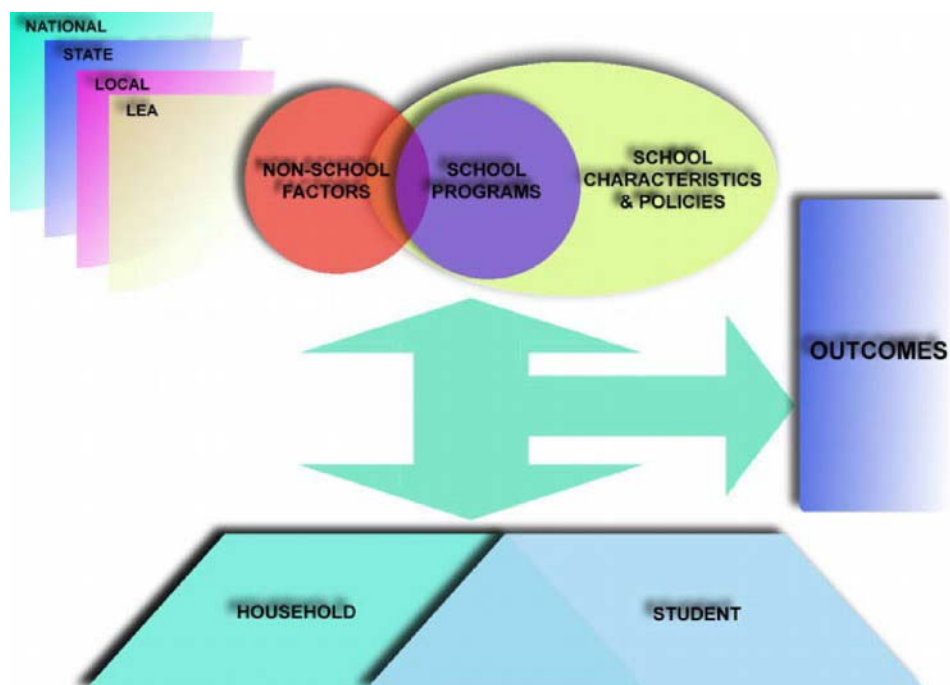 NATIONAL
STATE
LOCAL
LEA
NON-SCHOOL
FACTORS
SCHOOL
PROGRAMS
SCHOOL
CHARACTERISTICS
& POLICIES
OUTCOMES
HOUSEHOLD
STUDENT